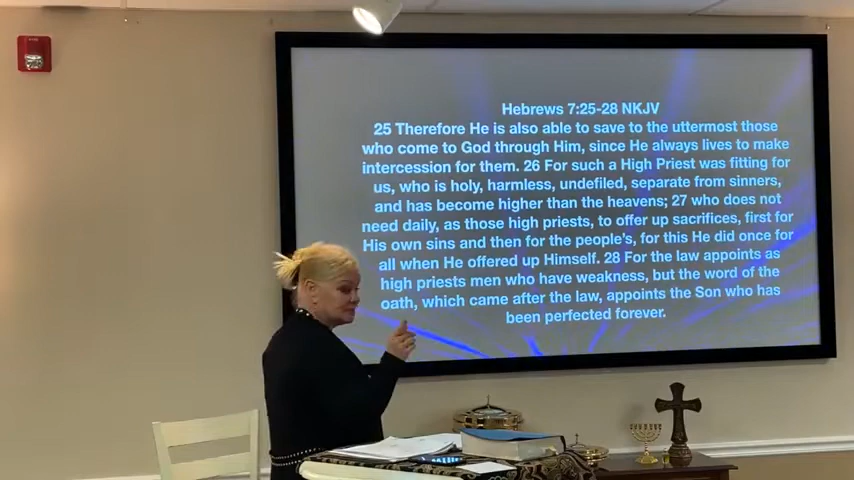 Hebrews 7:25-28 NKJV
25 Therefore He is also able to save to the uttermost those
who come to God through Him, since He always lives to make
intercession for them. 26 For such a High Priest was fitting for
us, who is holy, harmless, undefiled, separate from sinners,
and has become higher than the heavens; 27 who does not
need daily, as those high priests, to offer up sacrifices, first for
His own sins and then for the people's, for this He did once for
all when He offered up Himself. 28 For the law appoints as
high priests men who have weakness, but the word of the
oath, which came after the law, appoints the Son who has
been perfected forever.